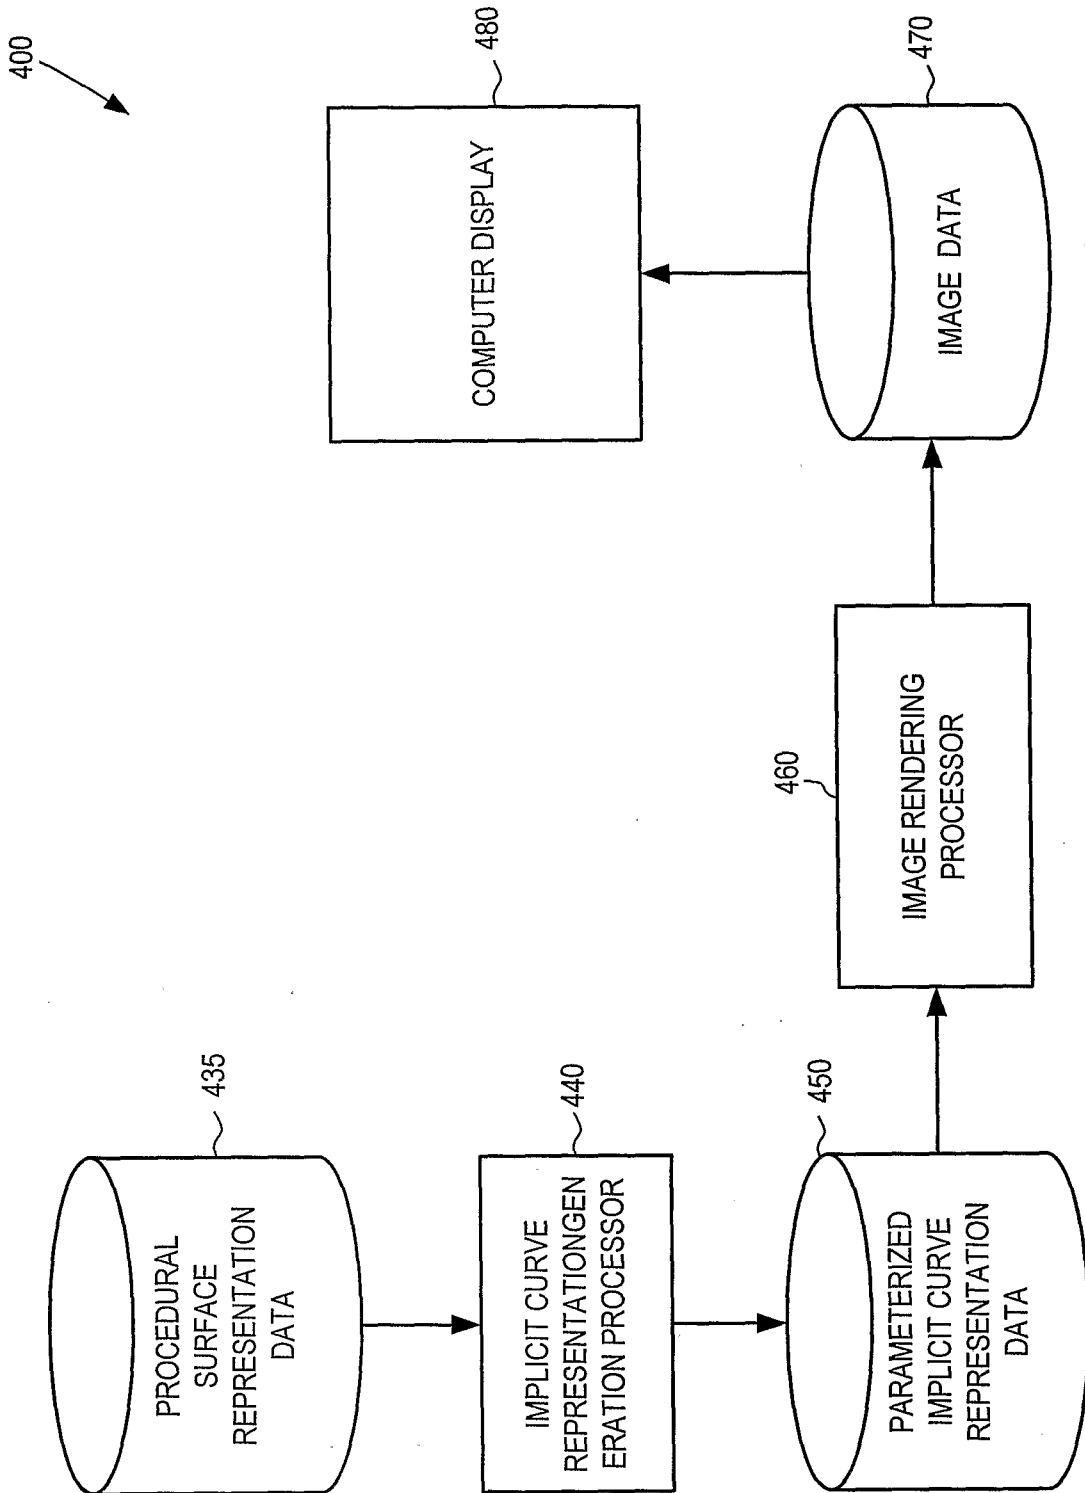 400
PROCEDURAL
SURFACE
REPRESENTATION
DATA
435
IMPLICIT CURVE
REPRESENTATIONGEN
ERATION PROCESSOR
440
PARAMETERIZED
IMPLICIT CURVE
REPRESENTATION
DATA
450
IMAGE RENDERING
PROCESSOR
460
IMAGE DATA
470
COMPUTER DISPLAY
480